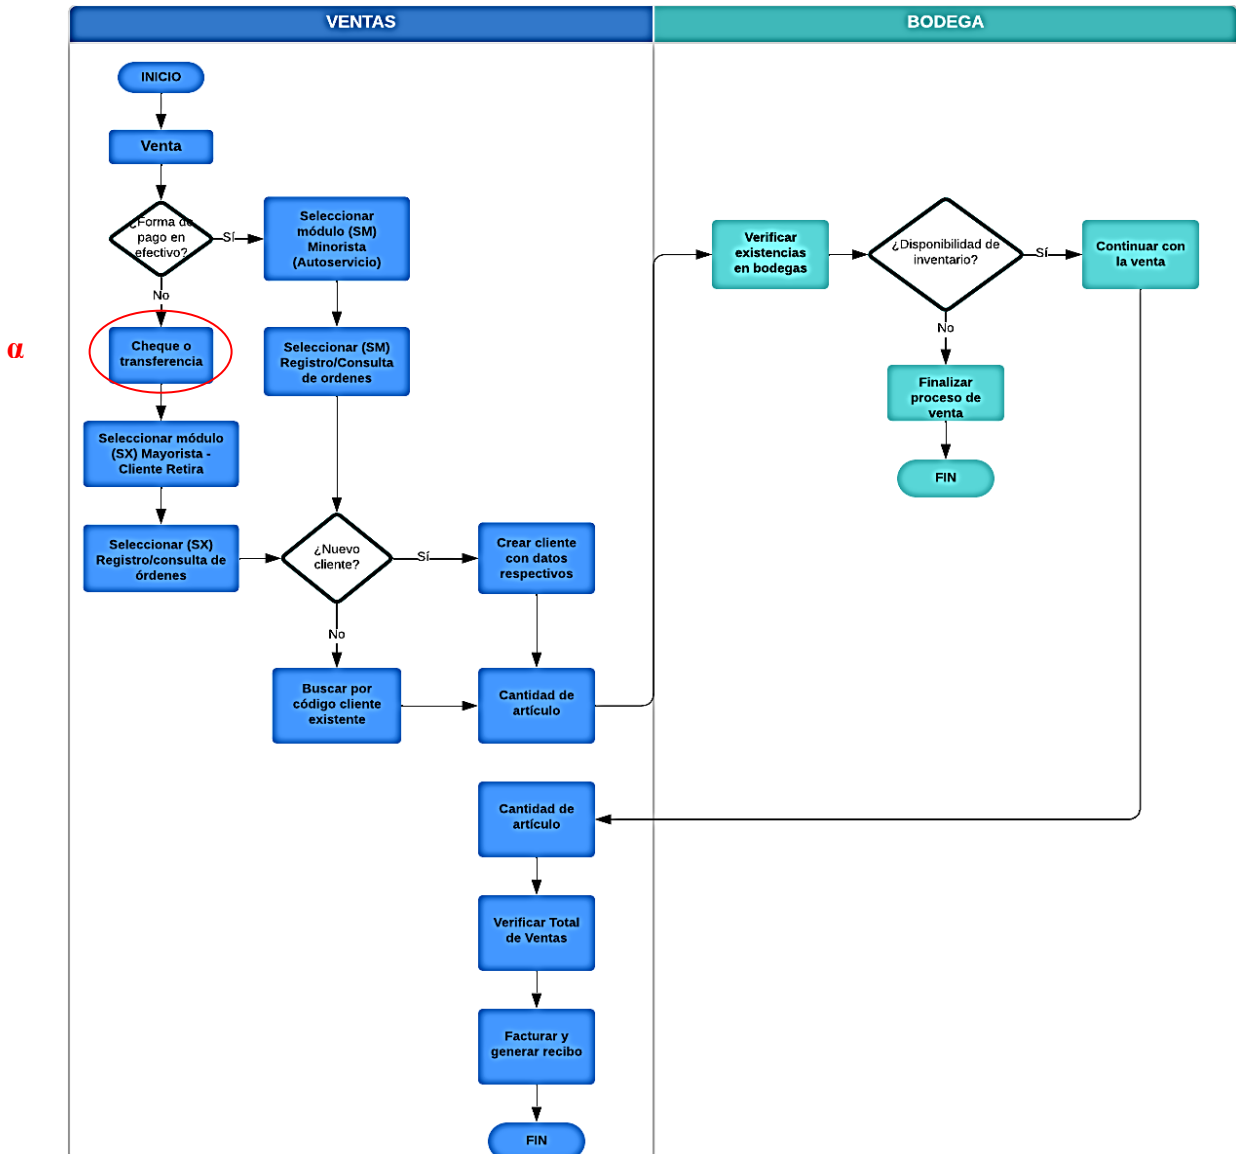 VENTAS
BODEGA
INICIO
Venta
¿Forma de
pago en
efectivo?
Sí
Seleccionar
módulo (SM)
Minorista
(Autoservicio)
No
α
Cheque o
transferencia
Seleccionar (SM)
Registro/Consulta
de ordenes
Seleccionar módulo
(SX) Mayorista -
Cliente Retira
Seleccionar (SX)
Registro/consulta de
órdenes
¿Nuevo
cliente?
Sí
Crear cliente
con datos
respectivos
No
Buscar por
código cliente
existente
Cantidad de
artículo
Verificar
existencias
en bodegas
¿Disponibilidad de
inventario?
Sí
Continuar con
la venta
No
Finalizar
proceso de
venta
FIN
Cantidad de
artículo
Verificar Total
de Ventas
Facturar y
generar recibo
FIN